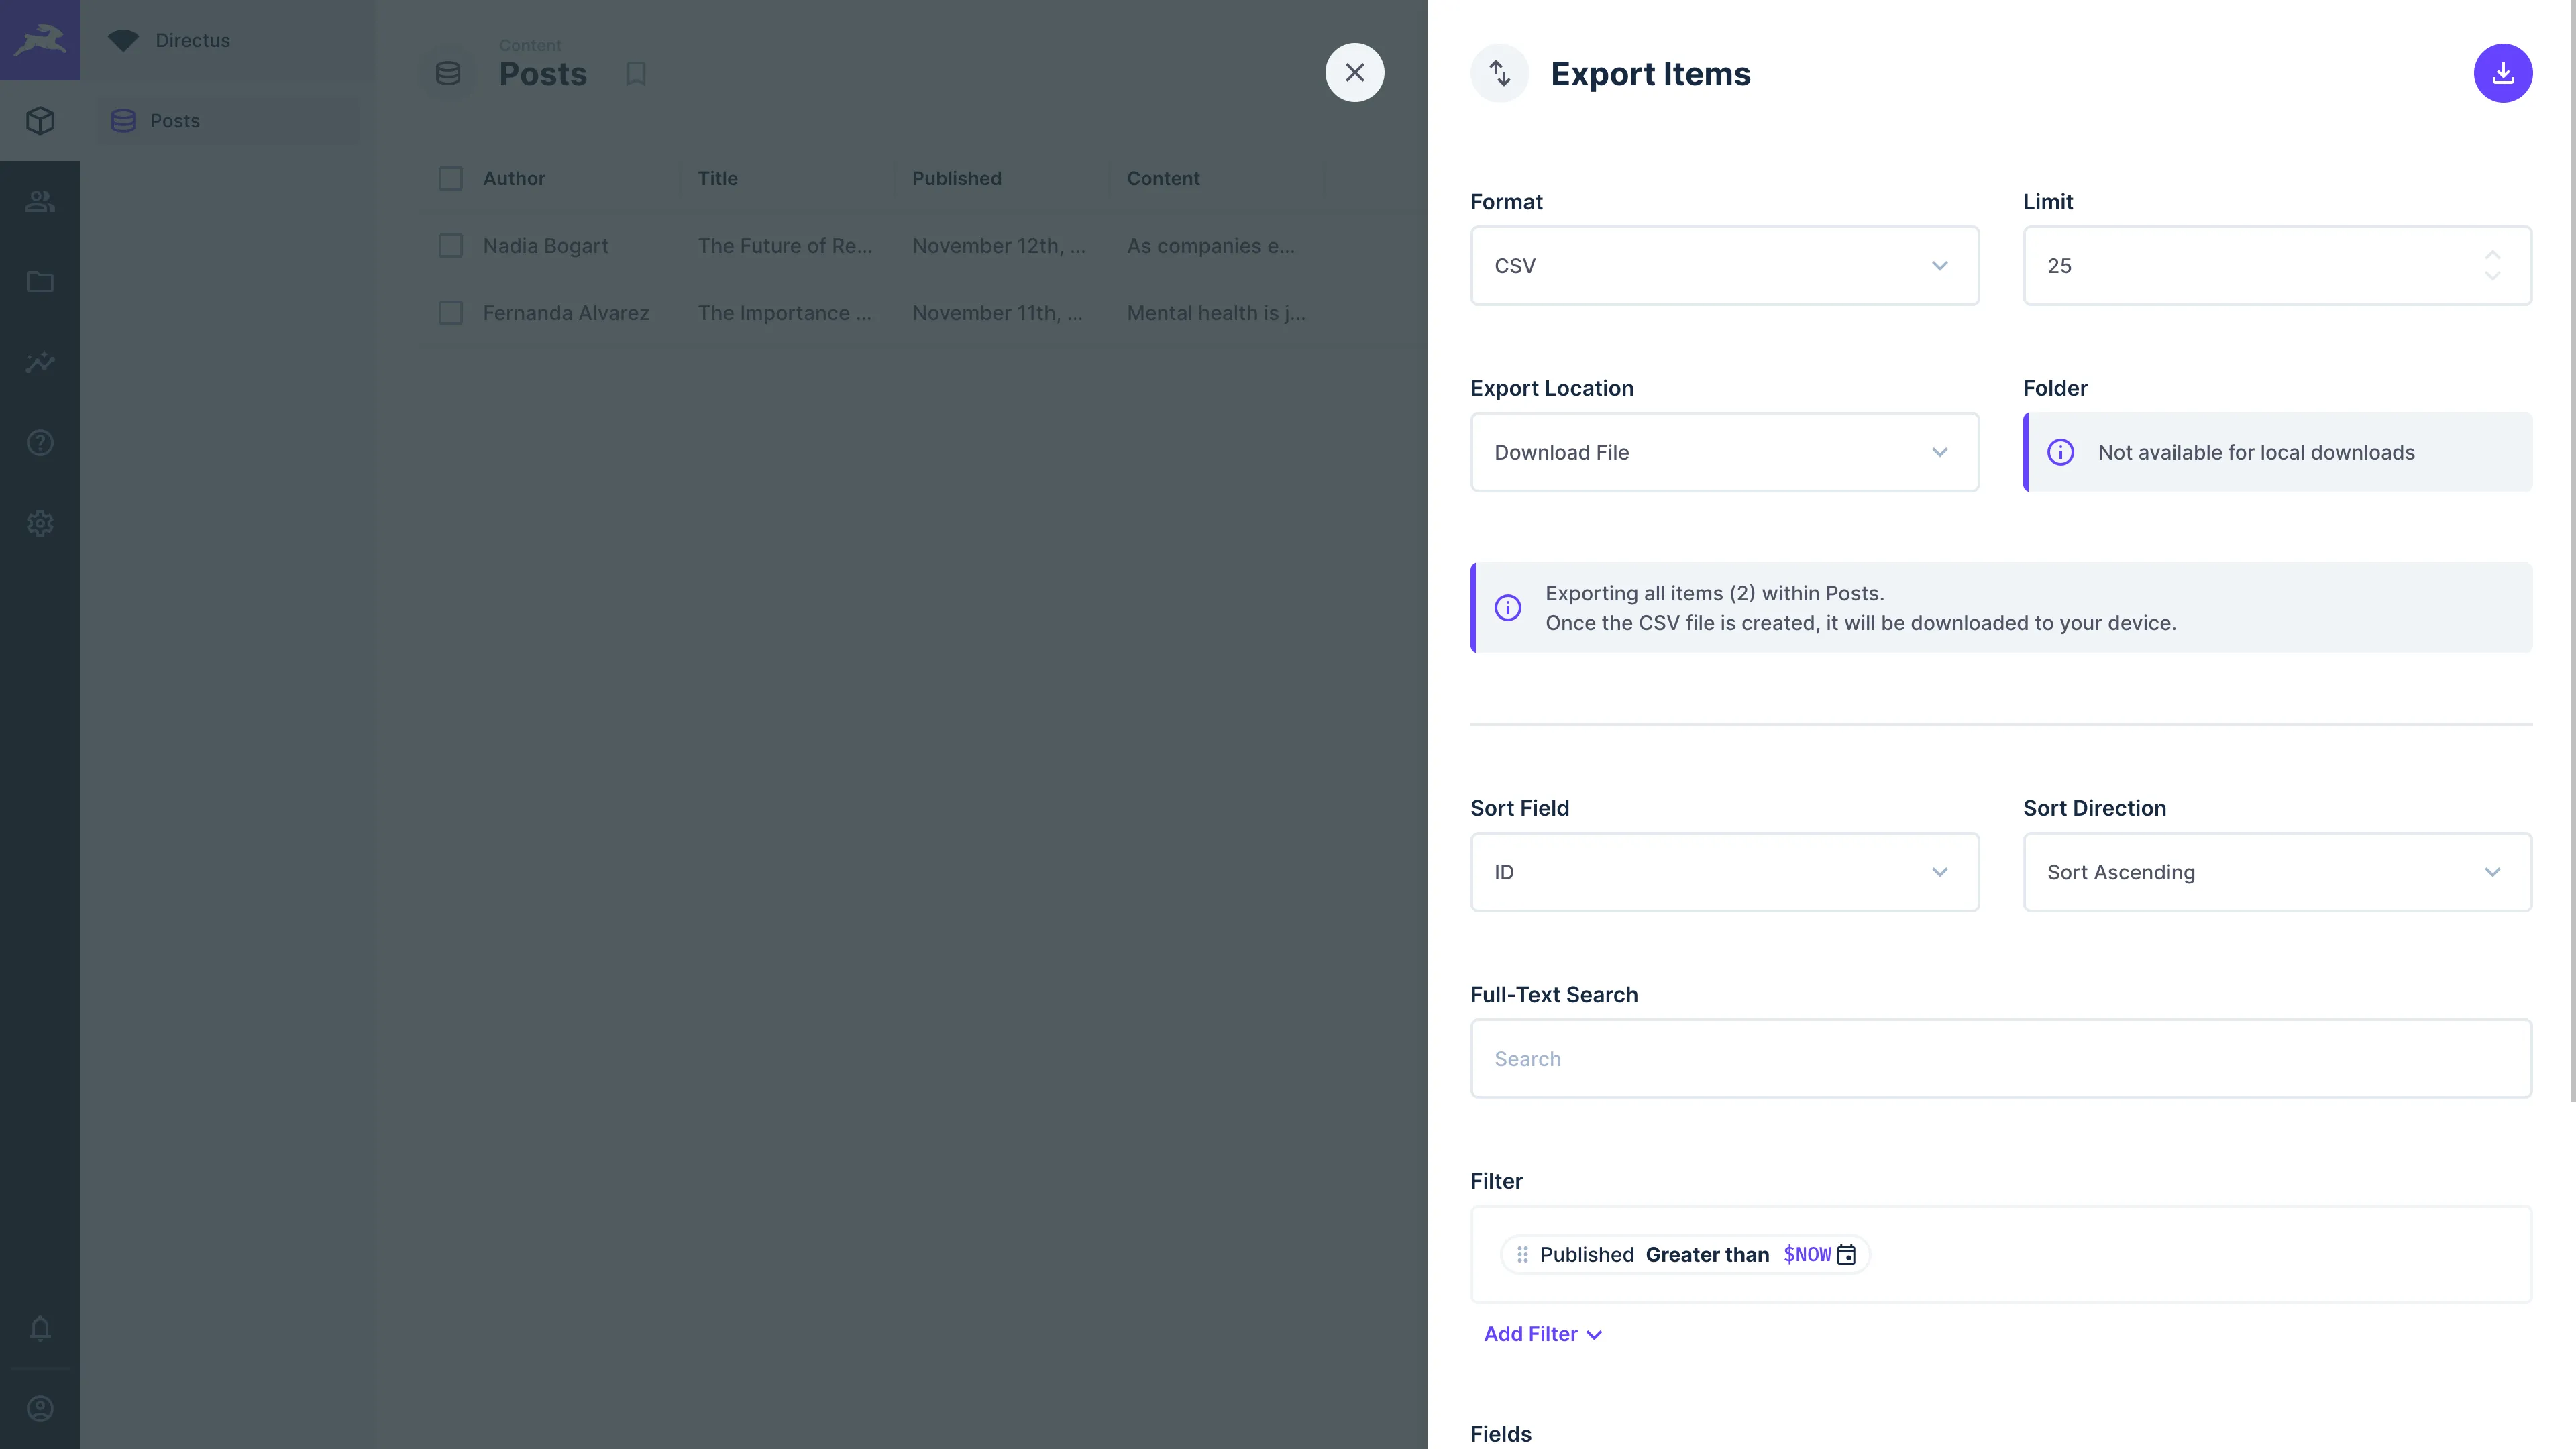 Directus
Posts
Content
Posts
Author Title Published Content
Nadia Bogart The Future of Re... November 12th, ... As companies e...
Fernanda Alvarez The Importance ... November 11th, ... Mental health is j...
Export Items
Format Limit
CSV 25
Export Location Folder
Download File Not available for local downloads
Exporting all items (2) within Posts.
Once the CSV file is created, it will be downloaded to your device.
Sort Field Sort Direction
ID Sort Ascending
Full-Text Search
Search
Filter
Published Greater than $NOW
Add Filter
Fields